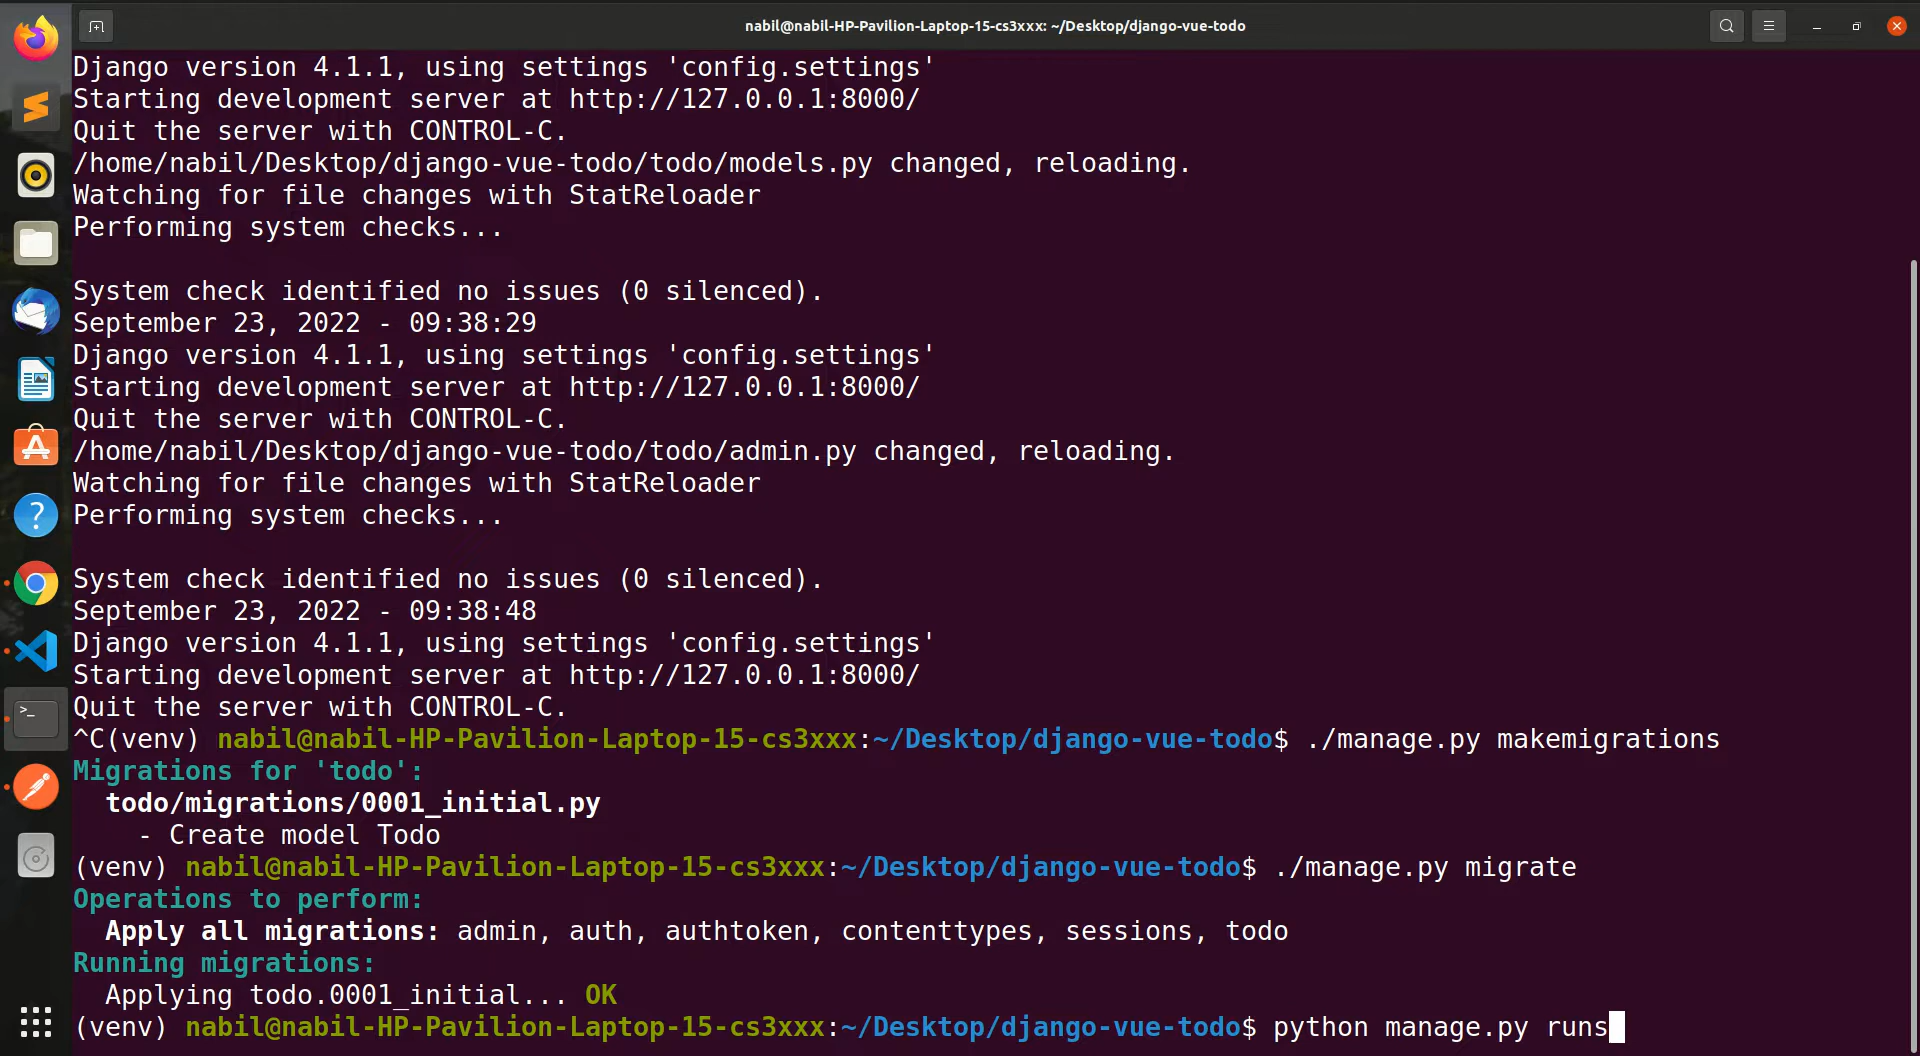 nabil@nabil-HP-Pavilion-Laptop-15-cs3xxx: ~/Desktop/django-vue-todo
Django version 4.1.1, using settings 'config.settings'
Starting development server at http://127.0.0.1:8000/
Quit the server with CONTROL-C.
/home/nabil/Desktop/django-vue-todo/todo/models.py changed, reloading.
Watching for file changes with StatReloader
Performing system checks...
System check identified no issues (0 silenced).
September 23, 2022 - 09:38:29
Django version 4.1.1, using settings 'config.settings'
Starting development server at http://127.0.0.1:8000/
Quit the server with CONTROL-C.
/home/nabil/Desktop/django-vue-todo/todo/admin.py changed, reloading.
Watching for file changes with StatReloader
Performing system checks...
System check identified no issues (0 silenced).
September 23, 2022 - 09:38:48
Django version 4.1.1, using settings 'config.settings'
Starting development server at http://127.0.0.1:8000/
Quit the server with CONTROL-C.
^C(venv) nabil@nabil-HP-Pavilion-Laptop-15-cs3xxx:~/Desktop/django-vue-todo$ ./manage.py makemigrations
Migrations for 'todo':
  todo/migrations/0001_initial.py
    - Create model Todo
(venv) nabil@nabil-HP-Pavilion-Laptop-15-cs3xxx:~/Desktop/django-vue-todo$ ./manage.py migrate
Operations to perform:
  Apply all migrations: admin, auth, authtoken, contenttypes, sessions, todo
Running migrations:
  Applying todo.0001_initial... OK
(venv) nabil@nabil-HP-Pavilion-Laptop-15-cs3xxx:~/Desktop/django-vue-todo$ python manage.py runs